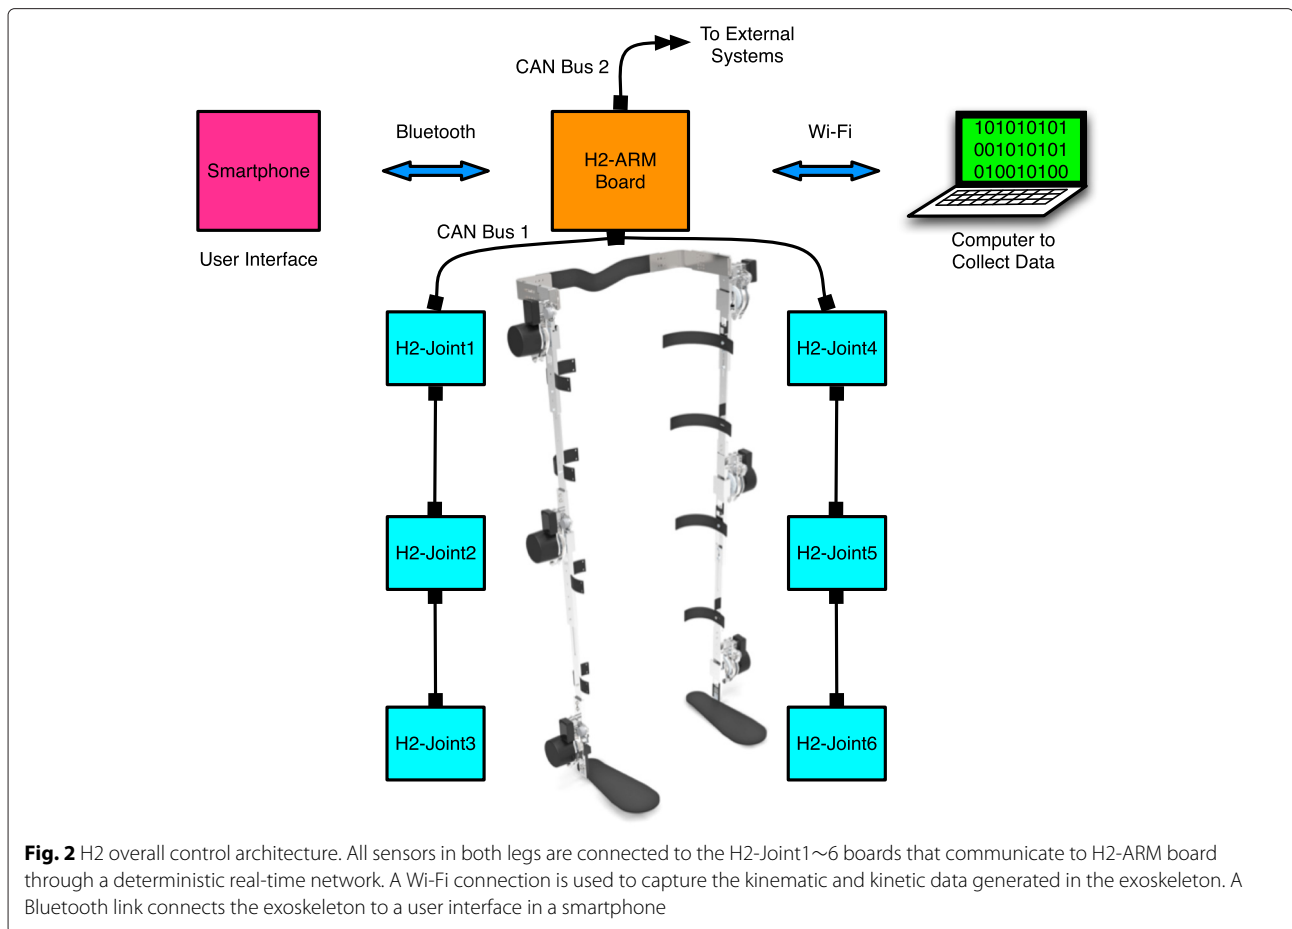 To External
Systems
CAN Bus 2
Bluetooth
Wi-Fi
Smartphone
H2-ARM
Board
101010101
001010101
010010100
User Interface
CAN Bus 1
Computer to
Collect Data
H2-Joint1
H2-Joint4
H2-Joint2
H2-Joint5
H2-Joint3
H2-Joint6
Fig. 2 H2 overall control architecture. All sensors in both legs are connected to the H2-Joint1∼6 boards that communicate to H2-ARM board
through a deterministic real-time network. A Wi-Fi connection is used to capture the kinematic and kinetic data generated in the exoskeleton. A
Bluetooth link connects the exoskeleton to a user interface in a smartphone